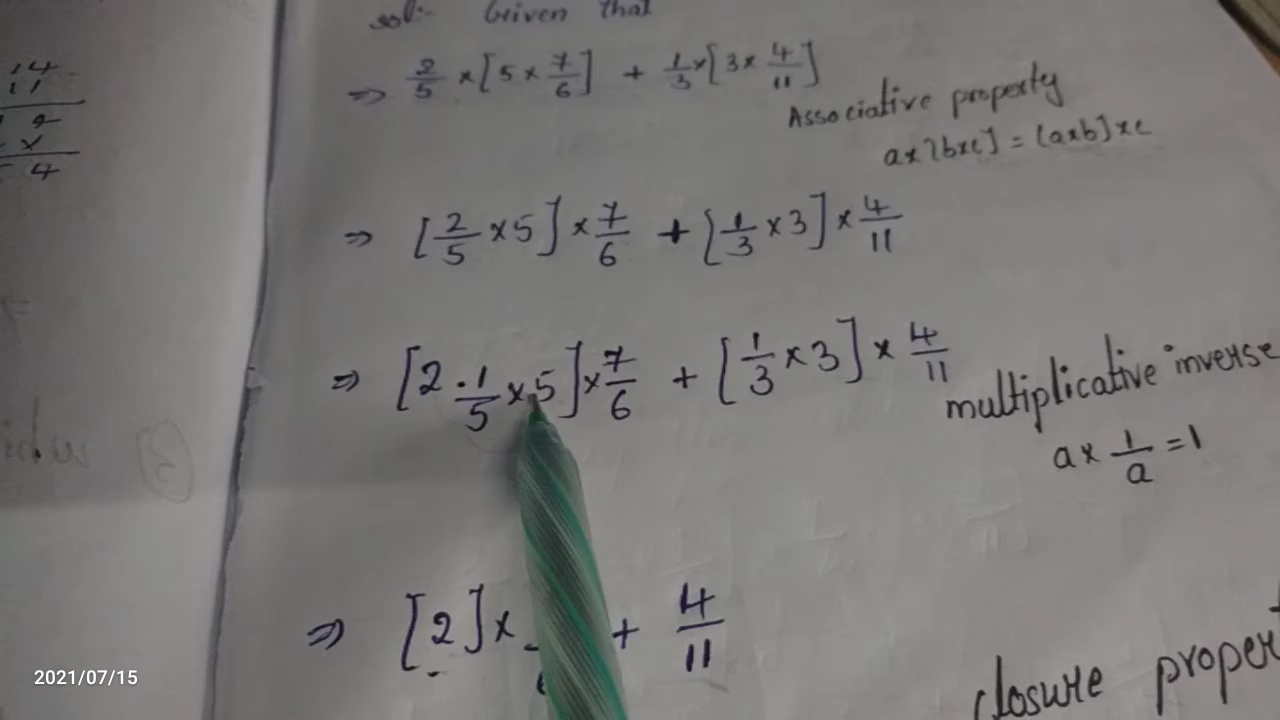 sol:- Given that
⇒ 2/5 × [5 × 7/6] + 1/3 × [3 × 4/11]
Associative property
a×[b×c] = (a×b]×c
⇒ [2/5 ×5] × 7/6 + [1/3 ×3] × 4/11
⇒ [2 · 1/5 ×5] × 7/6 + [1/3 ×3] × 4/11
multiplicative inverse
a× 1/a =1
⇒ [2]× + 4/11
closure proper
14
4
2021/07/15